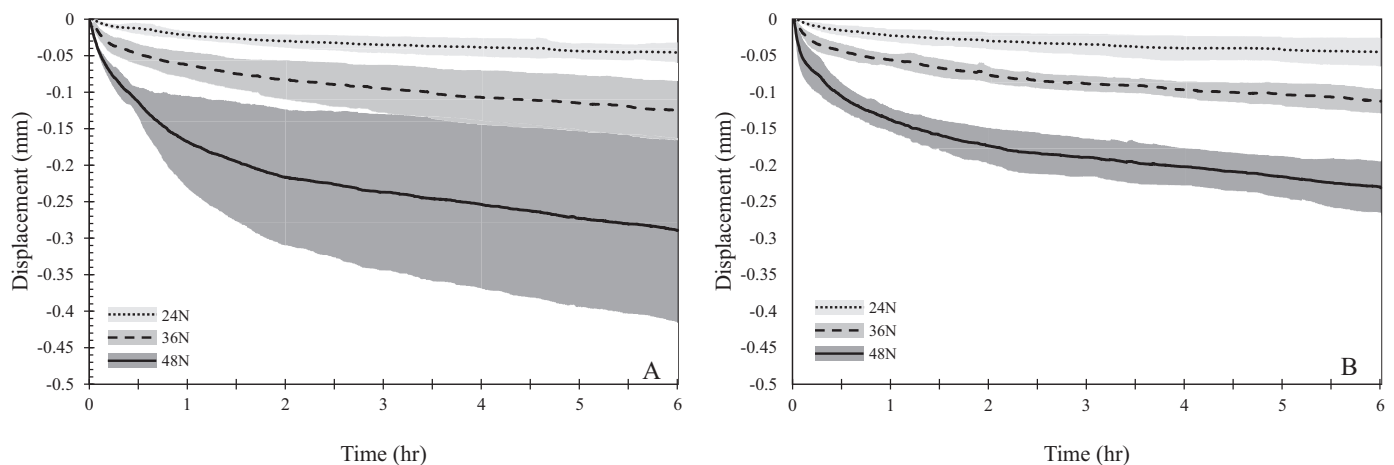 0
-0.05
-0.1
-0.15
-0.2
-0.25
-0.3
-0.35
-0.4
-0.45
-0.5
Displacement (mm)
24N
36N
48N
A
0 1 2 3 4 5 6
Time (hr)
0
-0.05
-0.1
-0.15
-0.2
-0.25
-0.3
-0.35
-0.4
-0.45
-0.5
Displacement (mm)
24N
36N
48N
B
0 1 2 3 4 5 6
Time (hr)